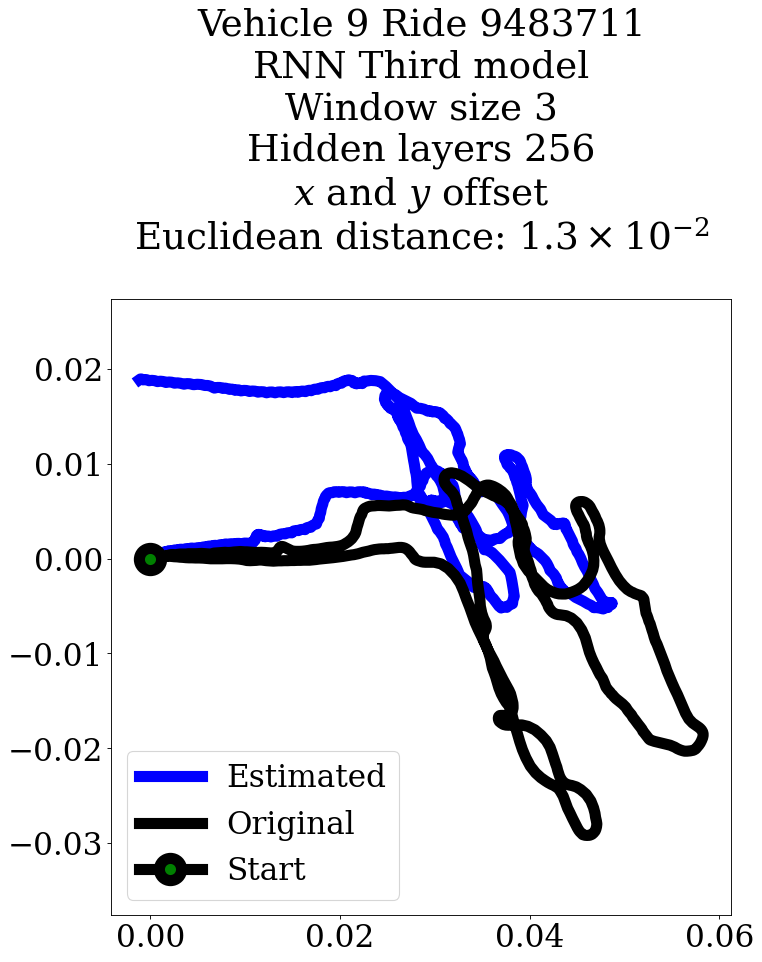 Vehicle 9 Ride 9483711
RNN Third model
Window size 3
Hidden layers 256
x and y offset
Euclidean distance: 1.3 × 10⁻²
0.02
0.01
0.00
−0.01
−0.02
−0.03
Estimated
Original
Start
0.00 0.02 0.04 0.06